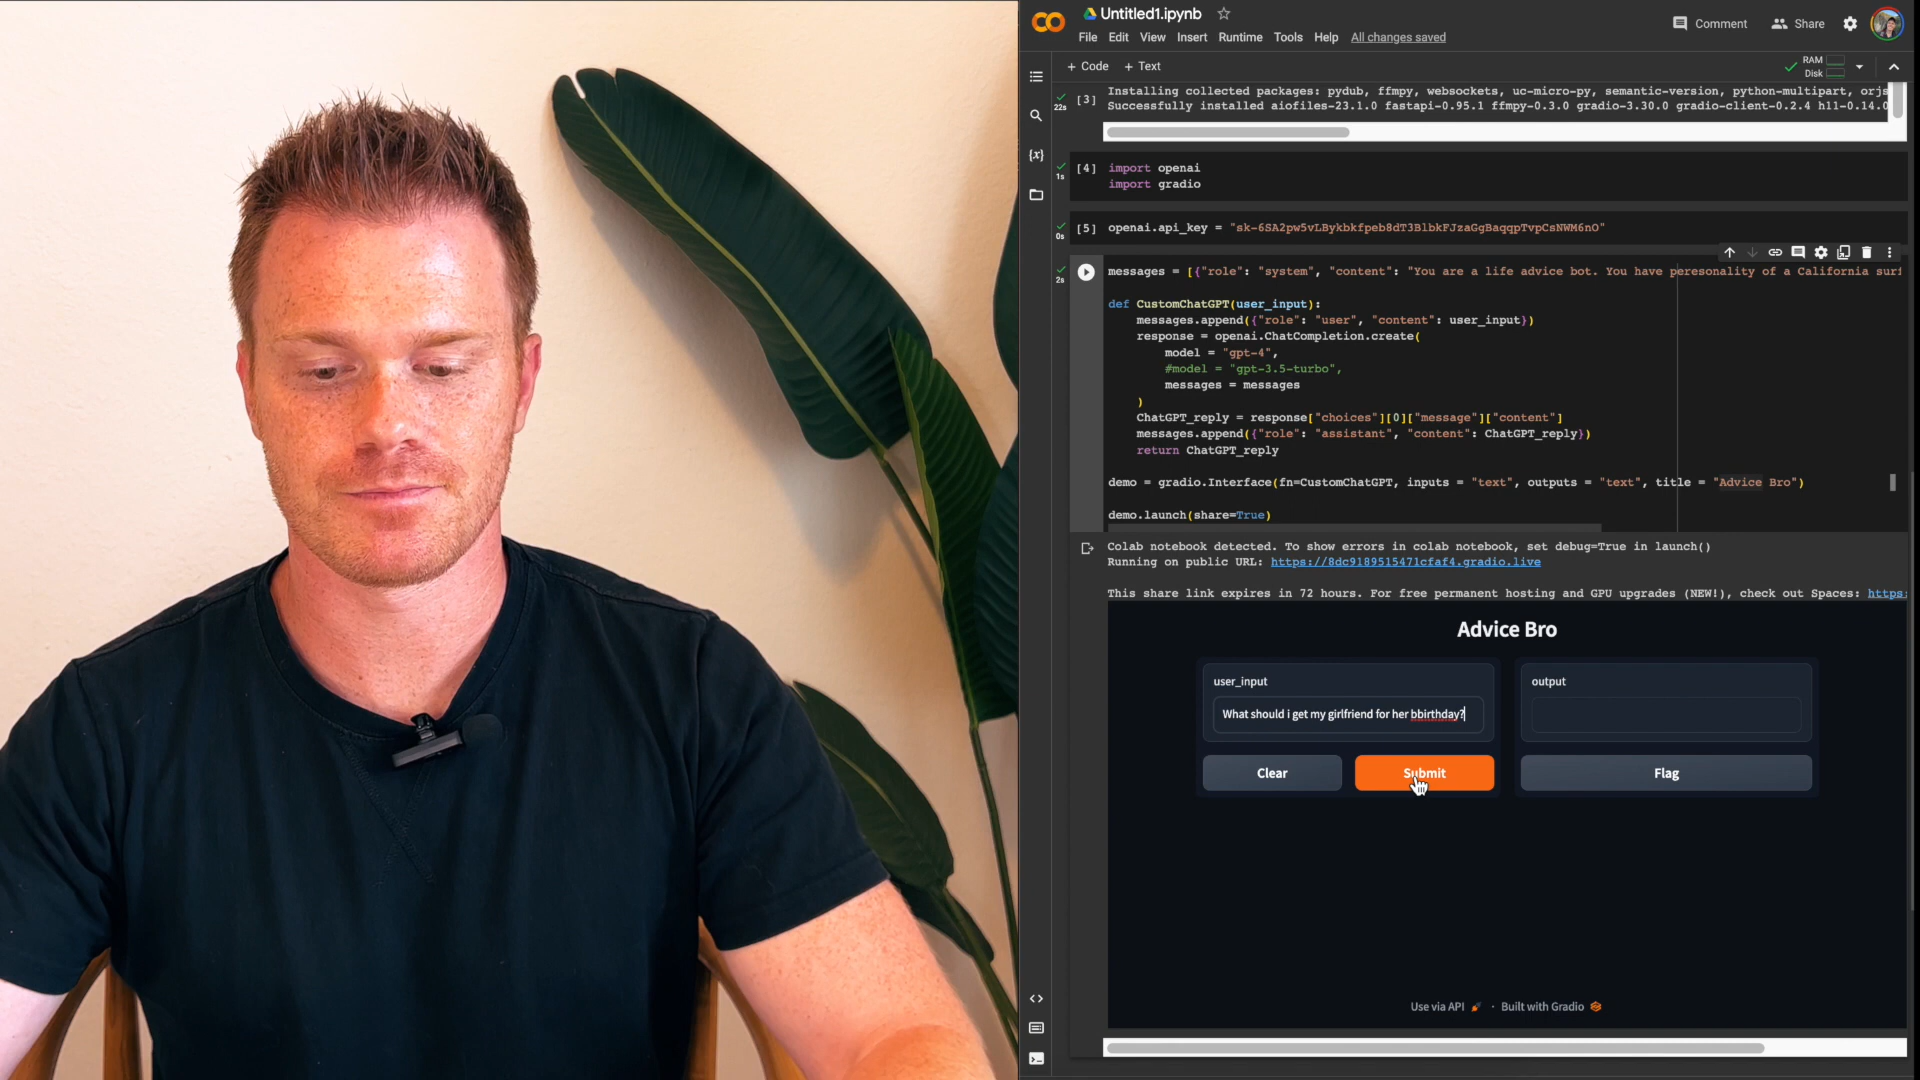 Untitled1.ipynb
Comment
Share
File Edit View Insert Runtime Tools Help All changes saved
+ Code + Text
RAM
Disk
22s
[3]
Installing collected packages: pydub, ffmpy, websockets, uc-micro-py, semantic-version, python-multipart, orjs
Successfully installed aiofiles-23.1.0 fastapi-0.95.1 ffmpy-0.3.0 gradio-3.30.0 gradio-client-0.2.4 h11-0.14.0
1s
[4] import openai
import gradio
0s
[5] openai.api_key = "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"
2s
messages = [{"role": "system", "content": "You are a life advice bot. You have peresonality of a California surf
def CustomChatGPT(user_input):
messages.append({"role": "user", "content": user_input})
response = openai.ChatCompletion.create(
model = "gpt-4",
#model = "gpt-3.5-turbo",
messages = messages
)
ChatGPT_reply = response["choices"][0]["message"]["content"]
messages.append({"role": "assistant", "content": ChatGPT_reply})
return ChatGPT_reply
demo = gradio.Interface(fn=CustomChatGPT, inputs = "text", outputs = "text", title = "Advice Bro")
demo.launch(share=True)
Colab notebook detected. To show errors in colab notebook, set debug=True in launch()
Running on public URL: https://8dc9189515471cfaf4.gradio.live
This share link expires in 72 hours. For free permanent hosting and GPU upgrades (NEW!), check out Spaces: https:
Advice Bro
user_input
output
What should i get my girlfriend for her bbirthday?
Clear
Submit
Flag
Use via API · Built with Gradio